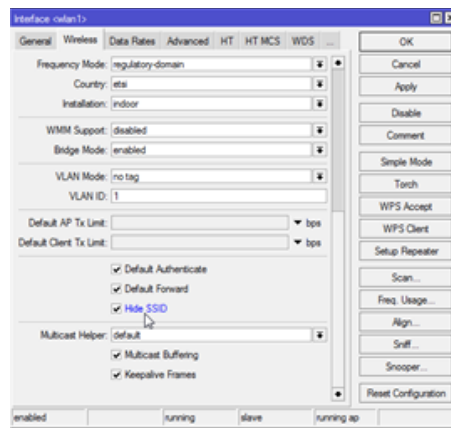 Interface <wlan1>
General Wireless Data Rates Advanced HT HT MCS WDS ...
Frequency Mode: regulatory-domain
Country: etsi
Installation: indoor
WMM Support: disabled
Bridge Mode: enabled
VLAN Mode: no tag
VLAN ID: 1
Default AP Tx Limit: bps
Default Client Tx Limit: bps
Default Authenticate
Default Forward
Hide SSID
Multicast Helper: default
Multicast Buffering
Keepalive Frames
OK
Cancel
Apply
Disable
Comment
Simple Mode
Torch
WPS Accept
WPS Client
Setup Repeater
Scan...
Freq. Usage...
Align...
Sniff...
Snooper...
Reset Configuration
enabled running slave running ap